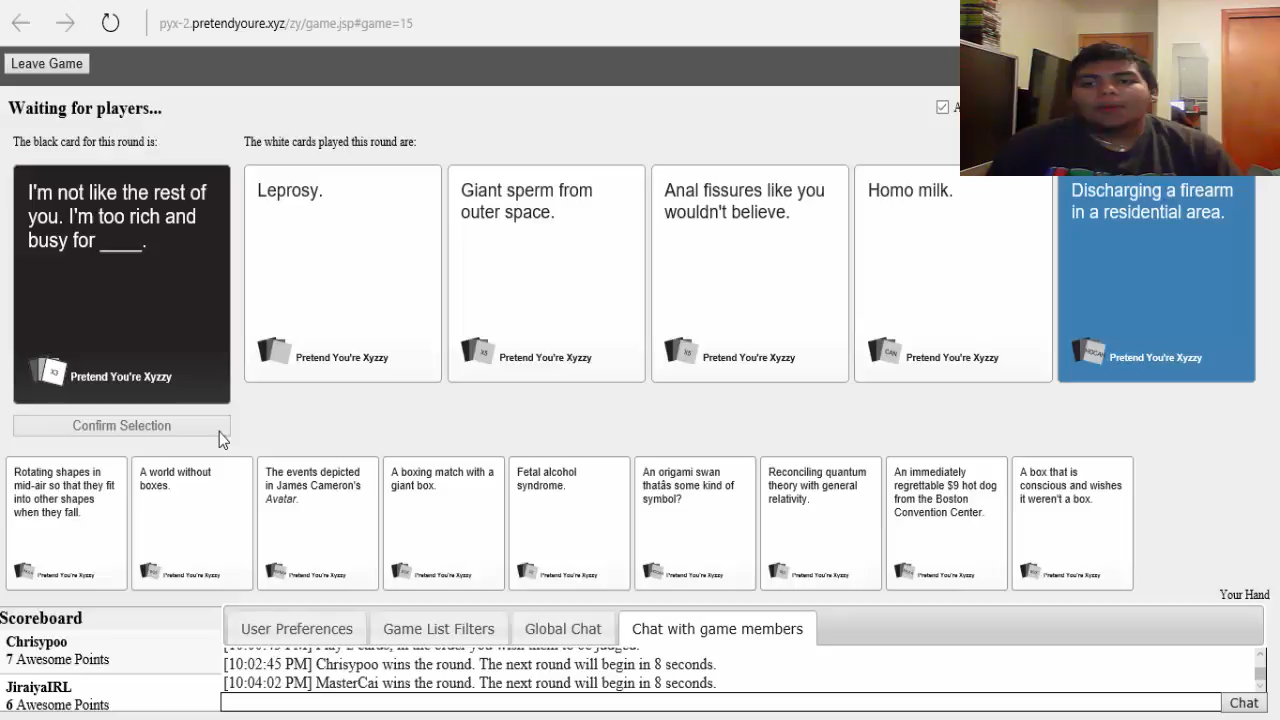 pyx-2.pretendyoure.xyz/zy/game.jsp#game=15
Leave Game
Waiting for players...
The black card for this round is:
The white cards played this round are:
I'm not like the rest of
you. I'm too rich and
busy for ____.
X3
Pretend You're Xyzzy
Leprosy.
Pretend You're Xyzzy
Giant sperm from
outer space.
X5
Pretend You're Xyzzy
Anal fissures like you
wouldn't believe.
X5
Pretend You're Xyzzy
Homo milk.
CAN
Pretend You're Xyzzy
Discharging a firearm
in a residential area.
Pretend You're Xyzzy
Confirm Selection
Rotating shapes in
mid-air so that they fit
into other shapes
when they fall.
Pretend You're Xyzzy
A world without
boxes.
Pretend You're Xyzzy
The events depicted
in James Cameron's
Avatar.
Pretend You're Xyzzy
A boxing match with a
giant box.
Pretend You're Xyzzy
Fetal alcohol
syndrome.
Pretend You're Xyzzy
An origami swan
thatâs some kind of
symbol?
Pretend You're Xyzzy
Reconciling quantum
theory with general
relativity.
Pretend You're Xyzzy
An immediately
regrettable $9 hot dog
from the Boston
Convention Center.
Pretend You're Xyzzy
A box that is
conscious and wishes
it weren't a box.
Pretend You're Xyzzy
Your Hand
Scoreboard
Chrisypoo
7 Awesome Points
JiraiyaIRL
6 Awesome Points
User Preferences
Game List Filters
Global Chat
Chat with game members
[10:02:45 PM] Chrisypoo wins the round. The next round will begin in 8 seconds.
[10:04:02 PM] MasterCai wins the round. The next round will begin in 8 seconds.
Chat